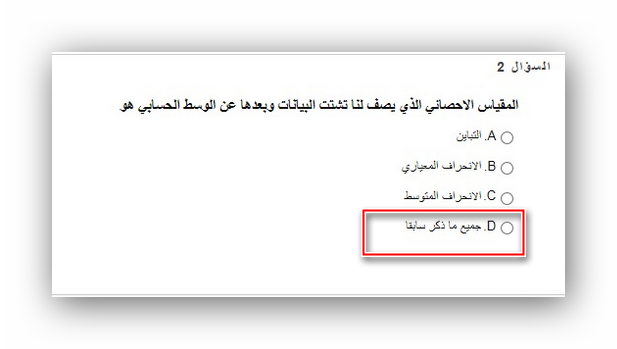 السؤال 2
المقياس الاحصائي الذي يصف لنا تشتت البيانات وبعدها عن الوسط الحسابي هو
A. التباين
B. الانحراف المعياري
C. الانحراف المتوسط
D. جميع ما ذكر سابقا